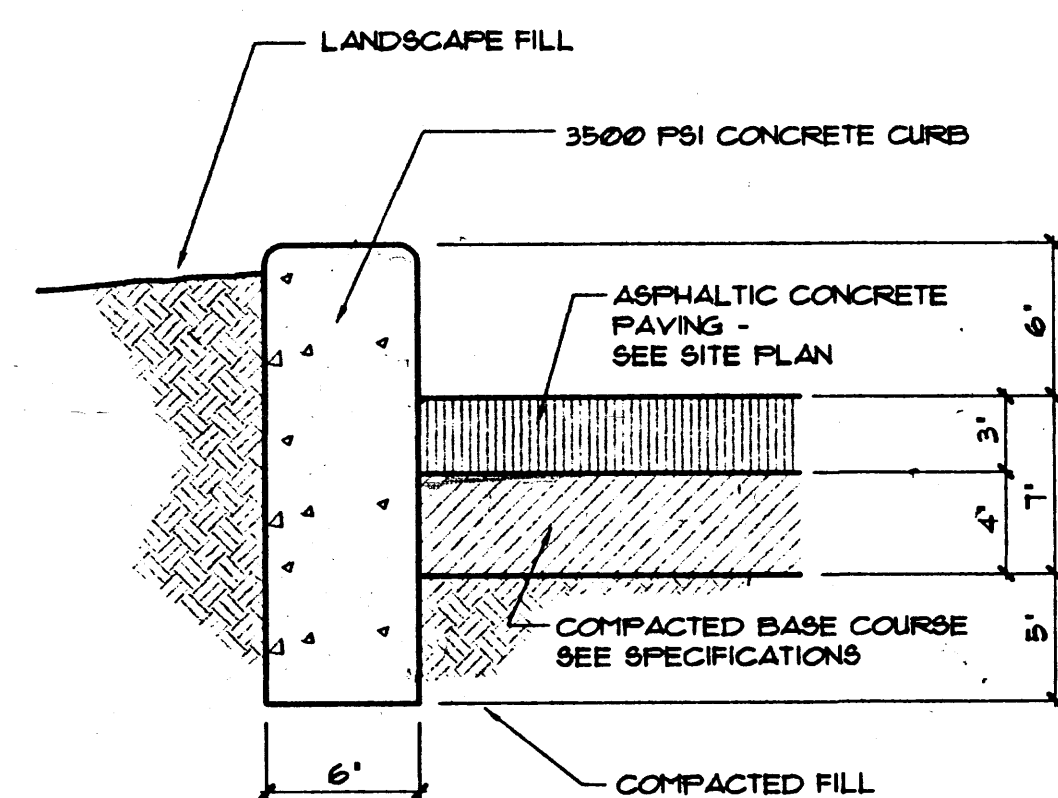 LANDSCAPE FILL
3500 PSI CONCRETE CURB
ASPHALTIC CONCRETE
PAVING -
SEE SITE PLAN
6"
3"
7"
4"
COMPACTED BASE COURSE
SEE SPECIFICATIONS
5"
6"
COMPACTED FILL